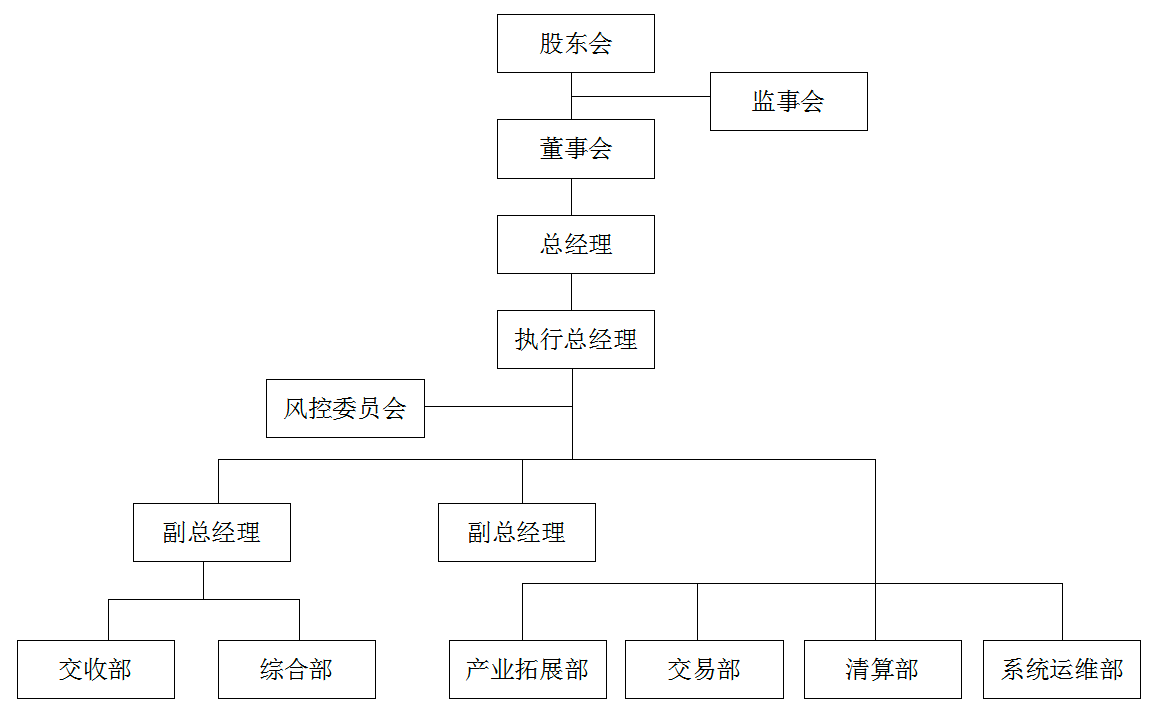 股东会
监事会
董事会
总经理
执行总经理
风控委员会
副总经理
副总经理
交收部
综合部
产业拓展部
交易部
清算部
系统运维部